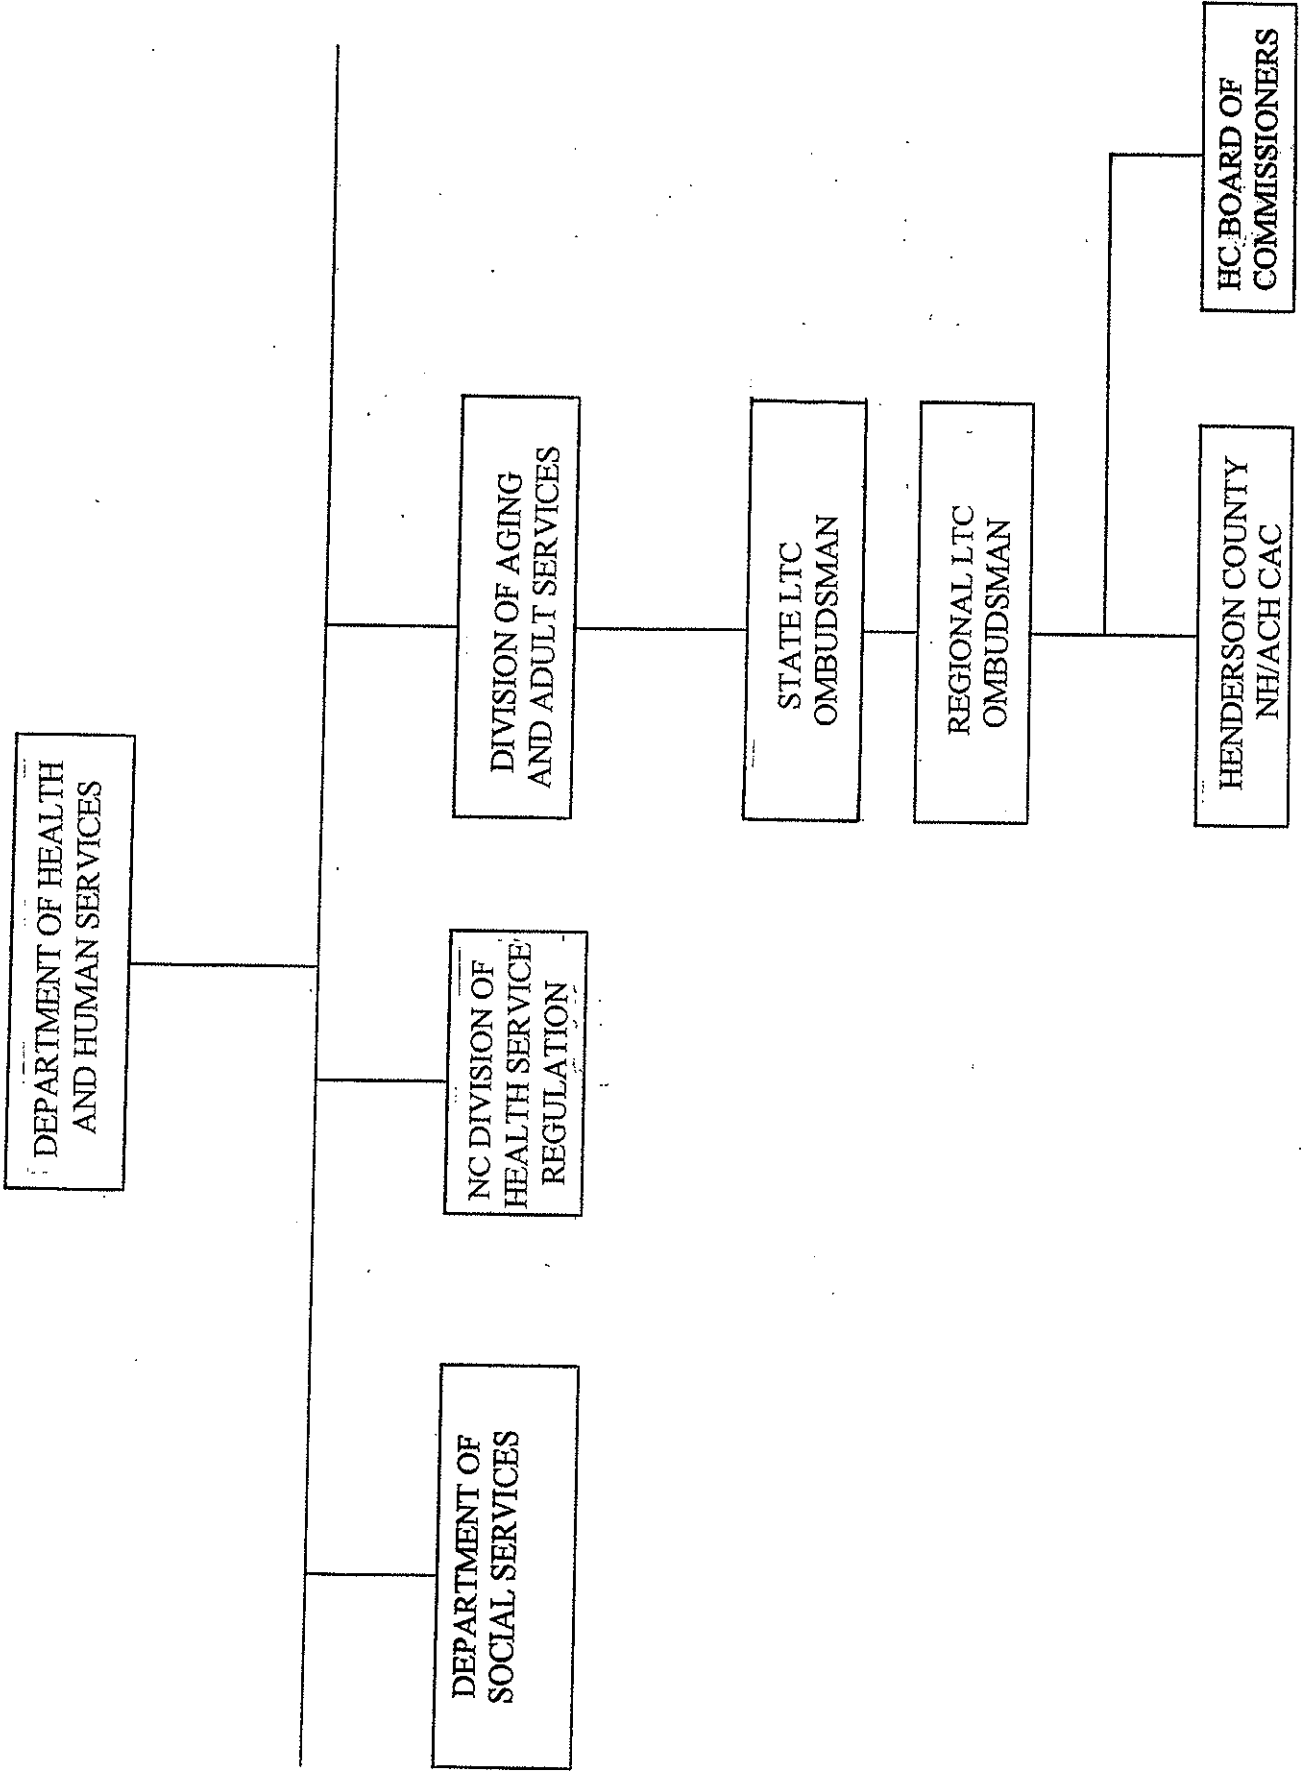 DEPARTMENT OF HEALTH
AND HUMAN SERVICES
DEPARTMENT OF
SOCIAL SERVICES
NC DIVISION OF
HEALTH SERVICE
REGULATION
DIVISION OF AGING
AND ADULT SERVICES
STATE LTC
OMBUDSMAN
REGIONAL LTC
OMBUDSMAN
HENDERSON COUNTY
NH/ACH CAC
HC BOARD OF
COMMISSIONERS